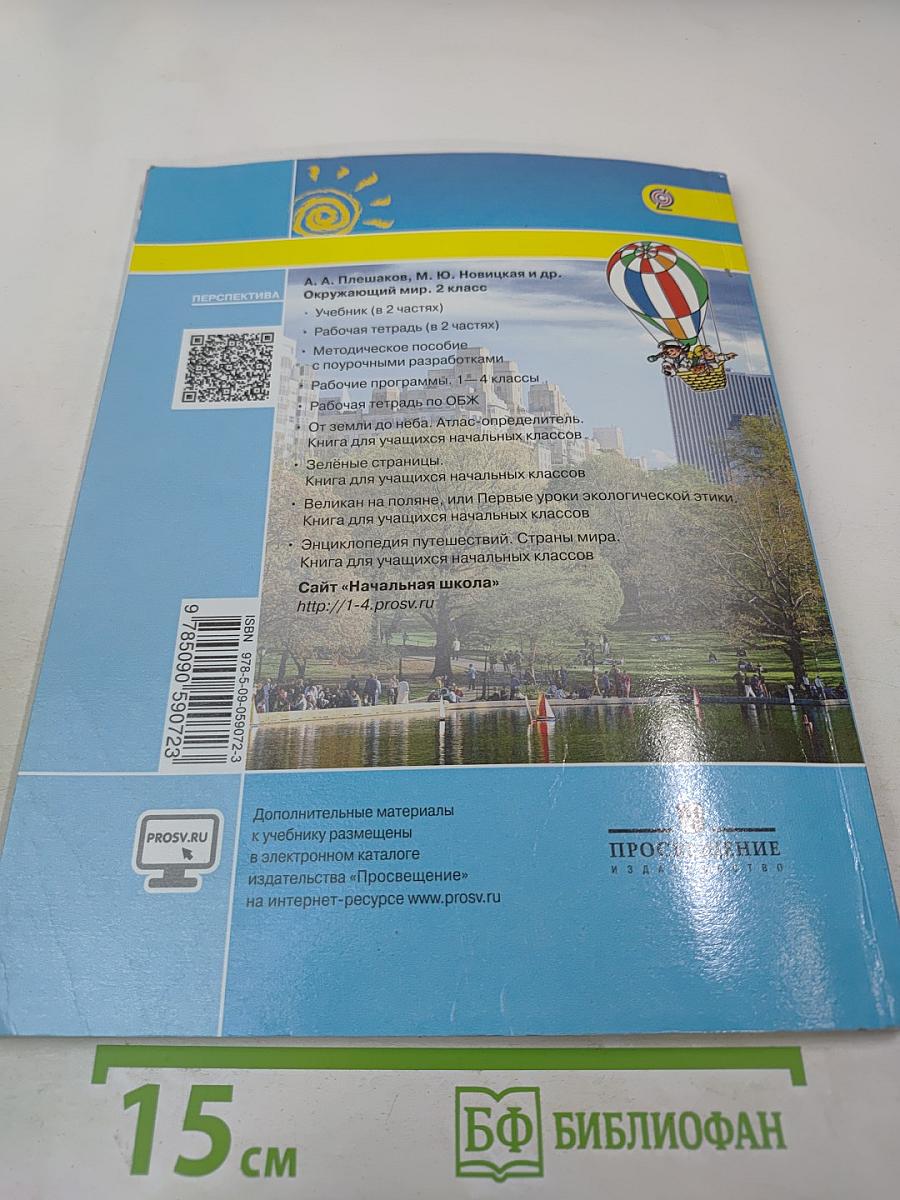 ПЕРСПЕКТИВА
А. А. Плешаков, М. Ю. Новицкая и др.
Окружающий мир. 2 класс
• Учебник (в 2 частях)
• Рабочая тетрадь (в 2 частях)
• Методическое пособие
с поурочными разработками
• Рабочие программы. 1—4 классы
• Рабочая тетрадь по ОБЖ
• От земли до неба. Атлас-определитель.
Книга для учащихся начальных классов
• Зелёные страницы.
Книга для учащихся начальных классов
• Великан на поляне, или Первые уроки экологической этики.
Книга для учащихся начальных классов
• Энциклопедия путешествий. Страны мира.
Книга для учащихся начальных классов
Сайт «Начальная школа»
http://1-4.prosv.ru
ISBN 978-5-09-059072-3
9 785090 590723
PROSV.RU
Дополнительные материалы
к учебнику размещены
в электронном каталоге
издательства «Просвещение»
на интернет-ресурсе www.prosv.ru
ПРОСВЕЩЕНИЕ
ИЗДАТЕЛЬСТВО
15 см
БФ БИБЛИОФАН